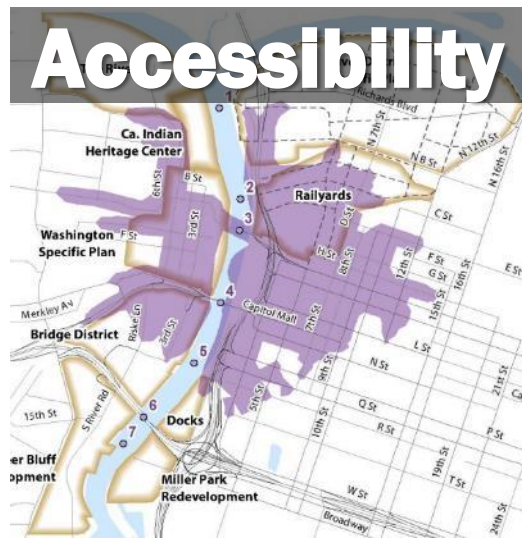 Accessibility
Richards Blvd
1
N 7th St
N 12th St
N 16th St
N B St
Ca. Indian
Heritage Center
B St
6th St
2
Railyards
D St
C St
3rd St
3
Washington
Specific Plan
F St
H St
8th St
12th St
F St
G St
E St
15th St
16th St
4
Merkley Av
Capitol Mall
Bridge District
Riske Ln
3rd St
7th St
L St
5
9th St
N St
21st St
5th St
6
Docks
S River Rd
15th St
Q St
R St
P St
10th St
7
er Bluff
opment
Miller Park
Redevelopment
19th St
T St
W St
Broadway
24th St